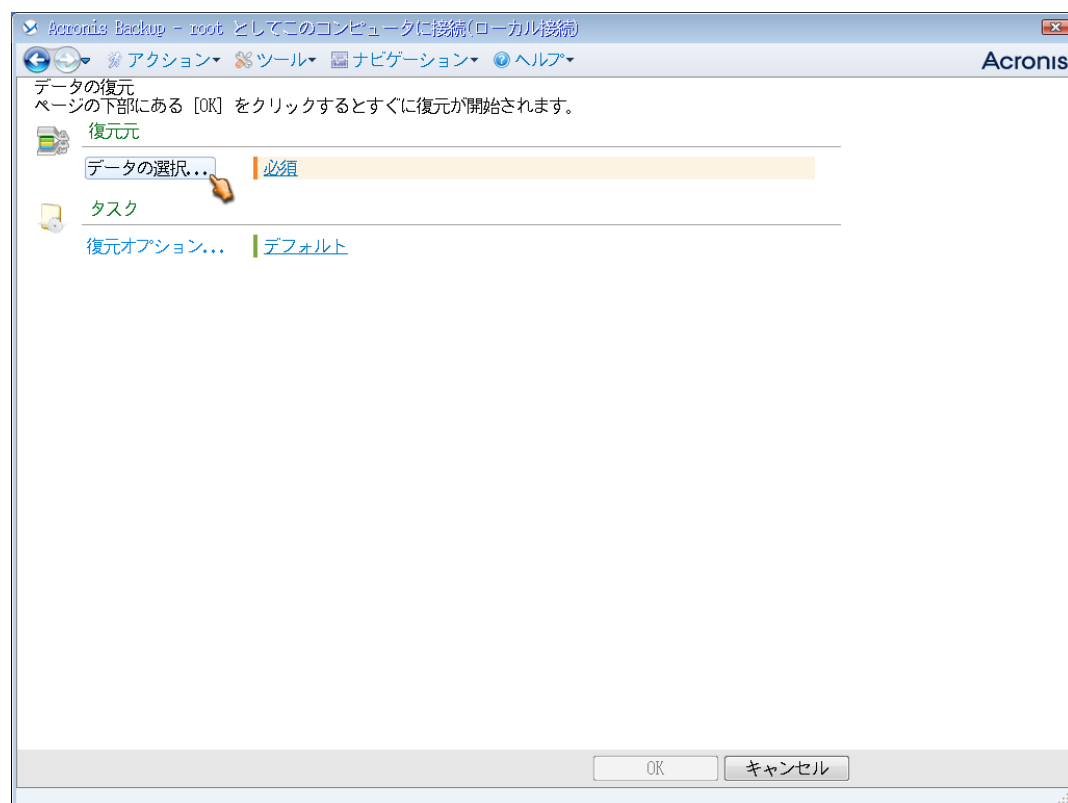 Acronis Backup - root としてこのコンピュータに接続(ローカル接続)
アクション ツール ナビゲーション ヘルプ Acronis
データの復元
ページの下部にある [OK] をクリックするとすぐに復元が開始されます。
復元元
データの選択... 必須
タスク
復元オプション... デフォルト
OK キャンセル